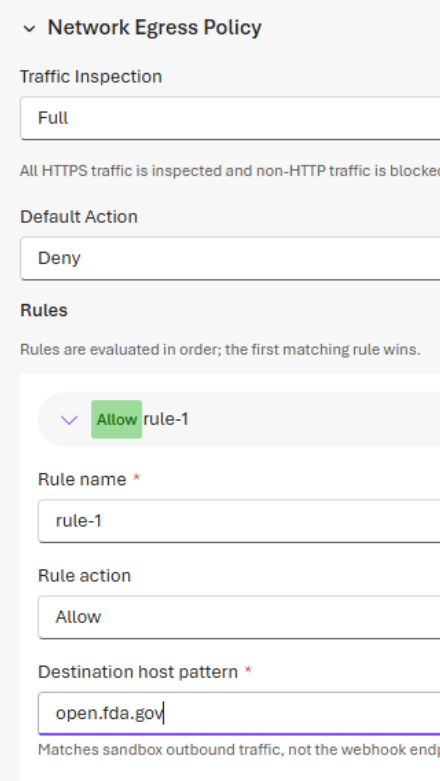 Network Egress Policy
Traffic Inspection
Full
All HTTPS traffic is inspected and non-HTTP traffic is blocked
Default Action
Deny
Rules
Rules are evaluated in order; the first matching rule wins.
Allow rule-1
Rule name *
rule-1
Rule action
Allow
Destination host pattern *
open.fda.gov
Matches sandbox outbound traffic, not the webhook